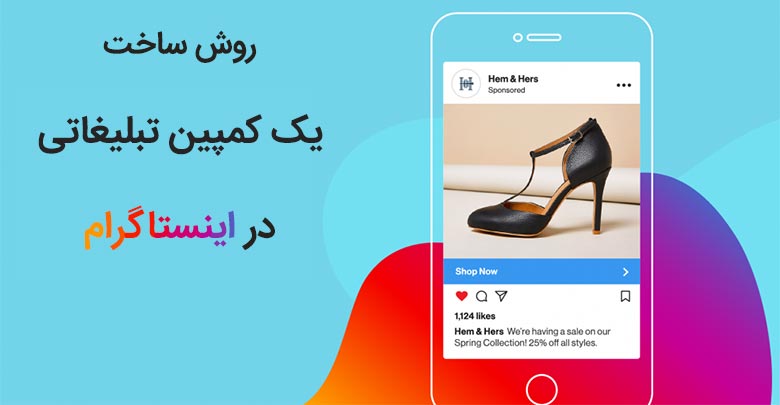 روش ساخت
یک کمپین تبلیغاتی
در اینستاگرام
Hem & Hers
Sponsored
Shop Now
1,124 likes
Hem & Hers We're having a sale on our
Spring Collection! 25% off all styles.